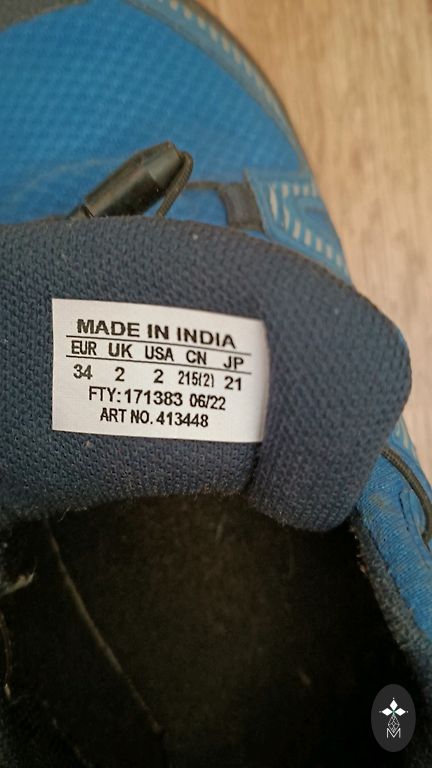 MADE IN INDIA
EUR UK USA CN JP
34 2 2 215(2) 21
FTY:171383 06/22
ART NO. 413448
M